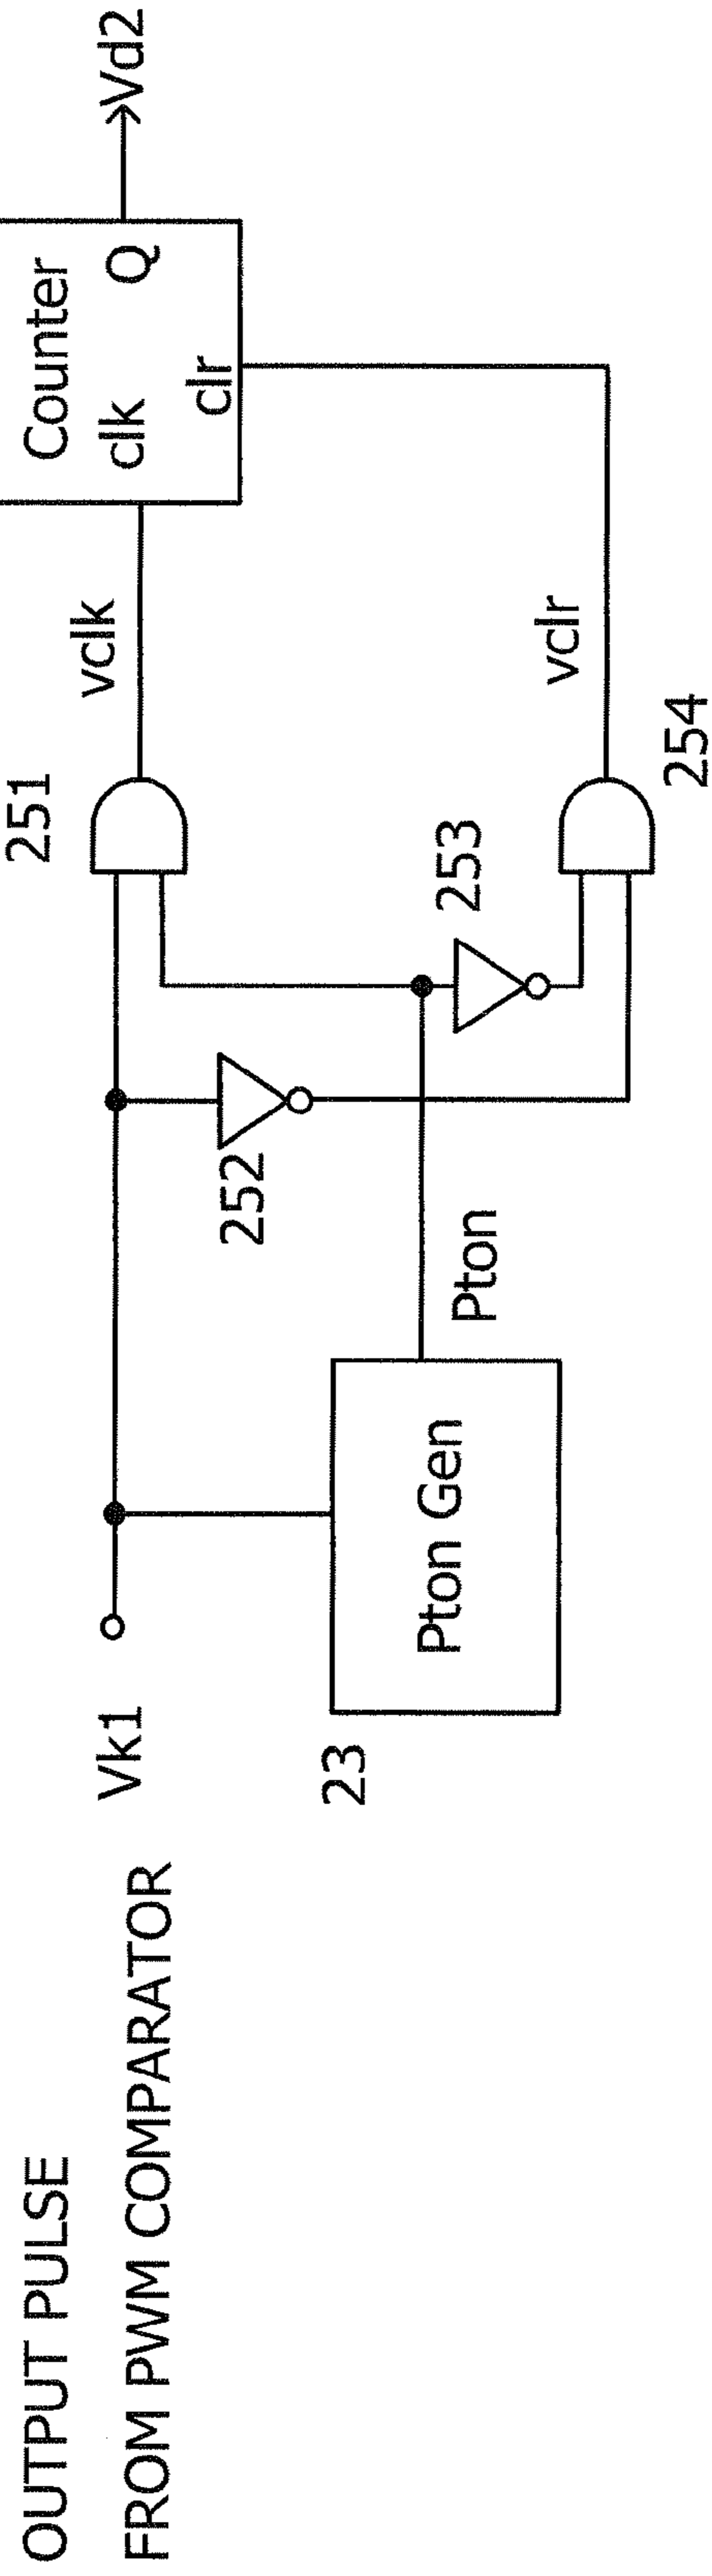 OUTPUT PULSE
FROM PWM COMPARATOR
Vk1
23
Pton Gen
Pton
252
253
251
254
vclk
vclr
Counter
clk
Q
clr
Vd2